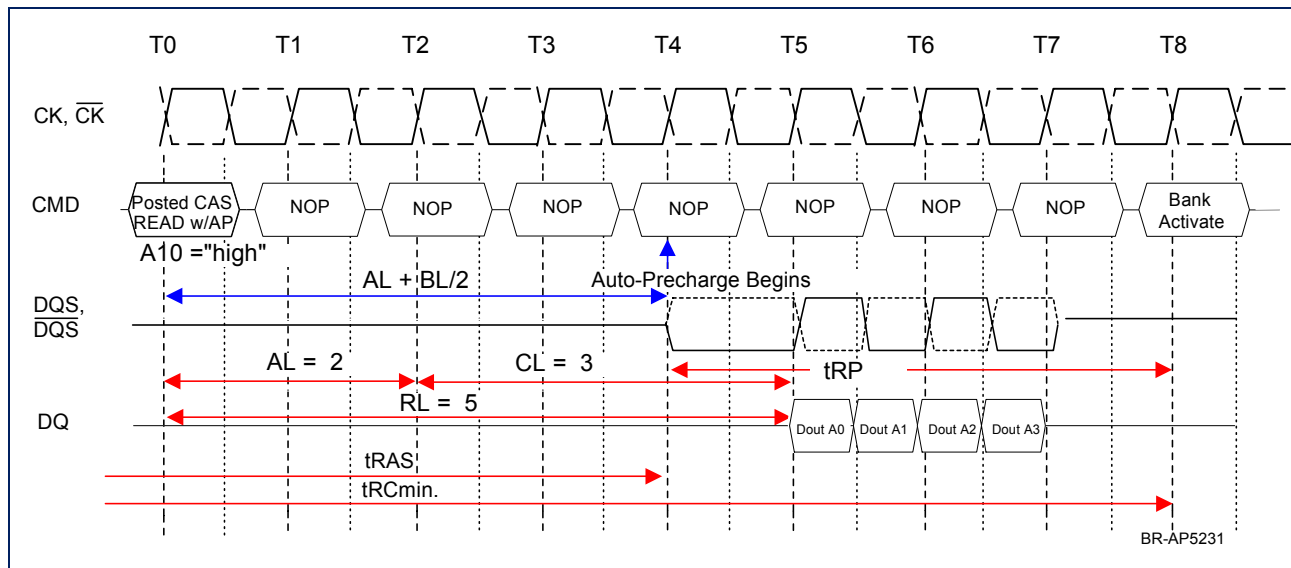 T0 T1 T2 T3 T4 T5 T6 T7 T8
CK, CK
CMD
Posted CAS
READ w/AP
NOP NOP NOP NOP NOP NOP NOP
Bank
Activate
A10 ="high"
AL + BL/2
Auto-Precharge Begins
DQS,
DQS
AL = 2
CL = 3
tRP
RL = 5
DQ
Dout A0 Dout A1 Dout A2 Dout A3
tRAS
tRCmin.
BR-AP5231